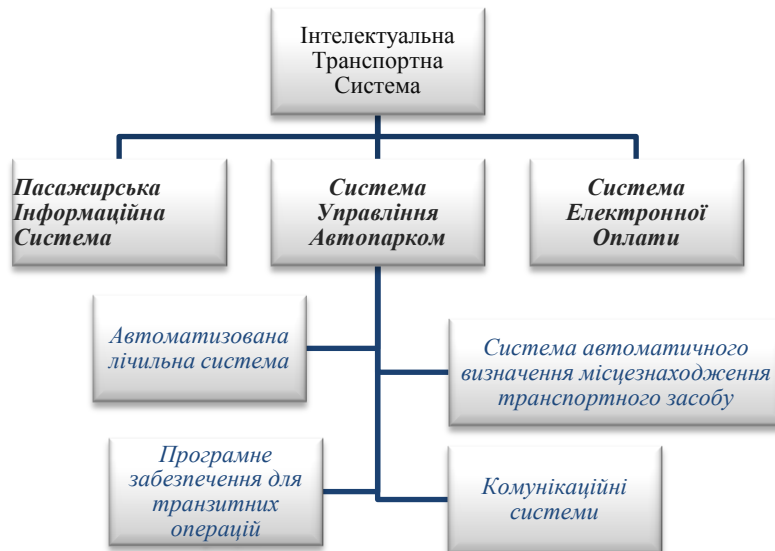 Інтелектуальна
Транспортна
Система
Пасажирська
Інформаційна
Система
Система
Управління
Автопарком
Система
Електронної
Оплати
Автоматизована
лічильна система
Система автоматичного
визначення місцезнаходження
транспортного засобу
Програмне
забезпечення для
транзитних
операцій
Комунікаційні
системи